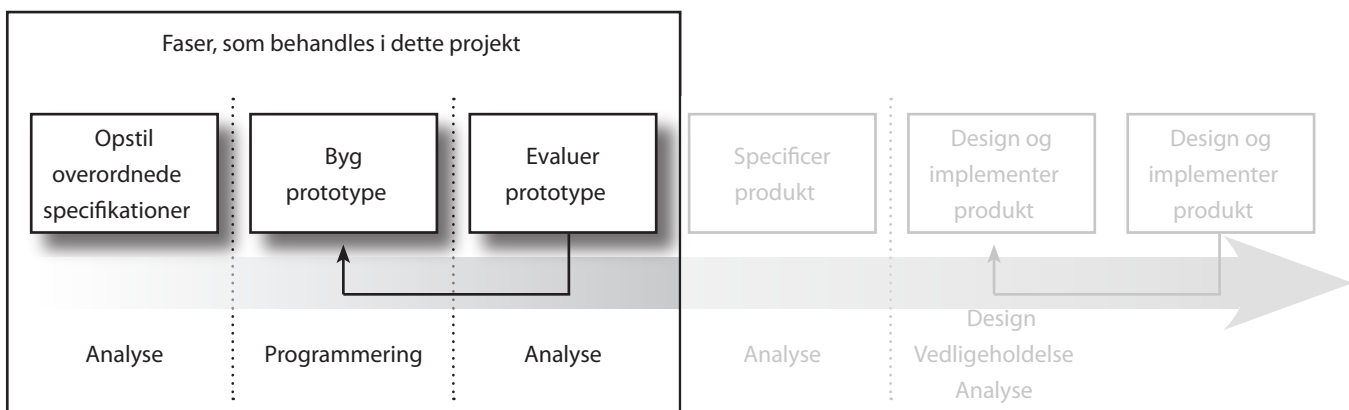 Faser, som behandles i dette projekt
Opstil
overordnede
specifikationer
Byg
prototype
Evaluer
prototype
Specificer
produkt
Design og
implementer
produkt
Design og
implementer
produkt
Analyse
Programmering
Analyse
Analyse
Design
Vedligeholdelse
Analyse